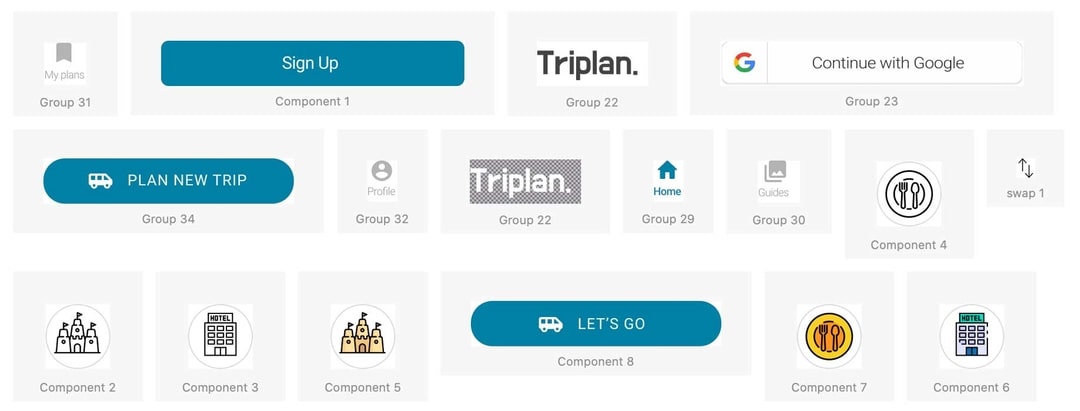 My plans
Group 31
Sign Up
Component 1
Triplan.
Group 22
Continue with Google
Group 23
PLAN NEW TRIP
Group 34
Profile
Group 32
Triplan.
Group 22
Home
Group 29
Guides
Group 30
Component 4
swap 1
Component 2
HOTEL
Component 3
Component 5
LET'S GO
Component 8
Component 7
HOTEL
Component 6